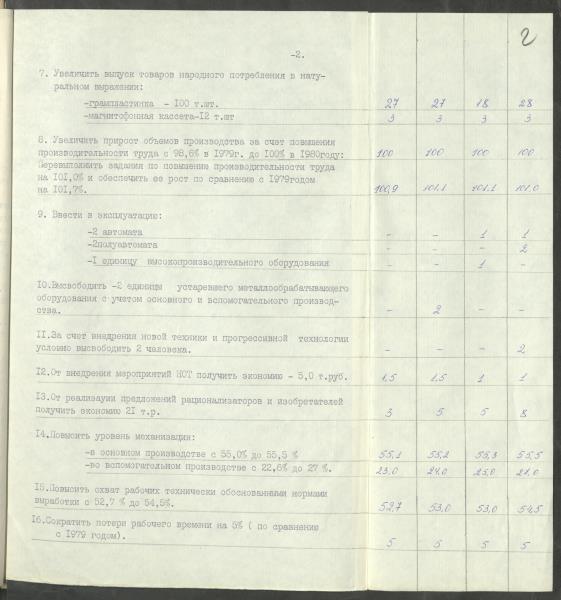 2
-2.
7. Увеличить выпуск товаров народного потребления в нату-
ральном выражении:
-грампластинка - 100 т.шт. 27 27 18 28
-магнитофонная кассета-12 т.шт 3 3 3 3
8. Увеличить прирост объемов производства за счет повышения
производительности труда с 98,6% в 1979г. до 100% в 1980году: 100 100 100 100
Перевыполнить задания по повышению производительности труда
на 101,0% и обеспечить ее рост по сравнению с 1979годом
на 101,7%. 100,9 101.1 101.1 101.0
9. Ввести в эксплуатацию:
-2 автомата - - 1 1
-2полуавтомата - - - 2
-1 единицу высокопроизводительного оборудования - - 1 -
10.Высвободить -2 единицы устаревшего металлообрабатывающего
оборудования с учетом основного и вспомогательного производ-
ства. - 2 - -
11.За счет внедрения новой техники и прогрессивной технологии
условно высвободить 2 человека. - - - 2
12.От внедрения мероприятий НОТ получить экономию - 5,0 т.руб. 1,5 1.5 1 1
13.От реализации предложений рационализаторов и изобретателей
получить экономию 21 т.р. 3 5 5 8
14.Повысить уровень механизации:
-в основном производстве с 55,0% до 55,5 % 55,1 55,2 55,3 55,5
-во вспомогательном производстве с 22,6% до 27 %. 23,0 24.0 25,0 27,0
15.Повысить охват рабочих технически обоснованными нормами
выработки с 52,7 % до 54,5%. 52,7 53,0 53,0 54,5
16.Сократить потери рабочего времени на 5% ( по сравнению
с 1979 годом). 5 5 5 5